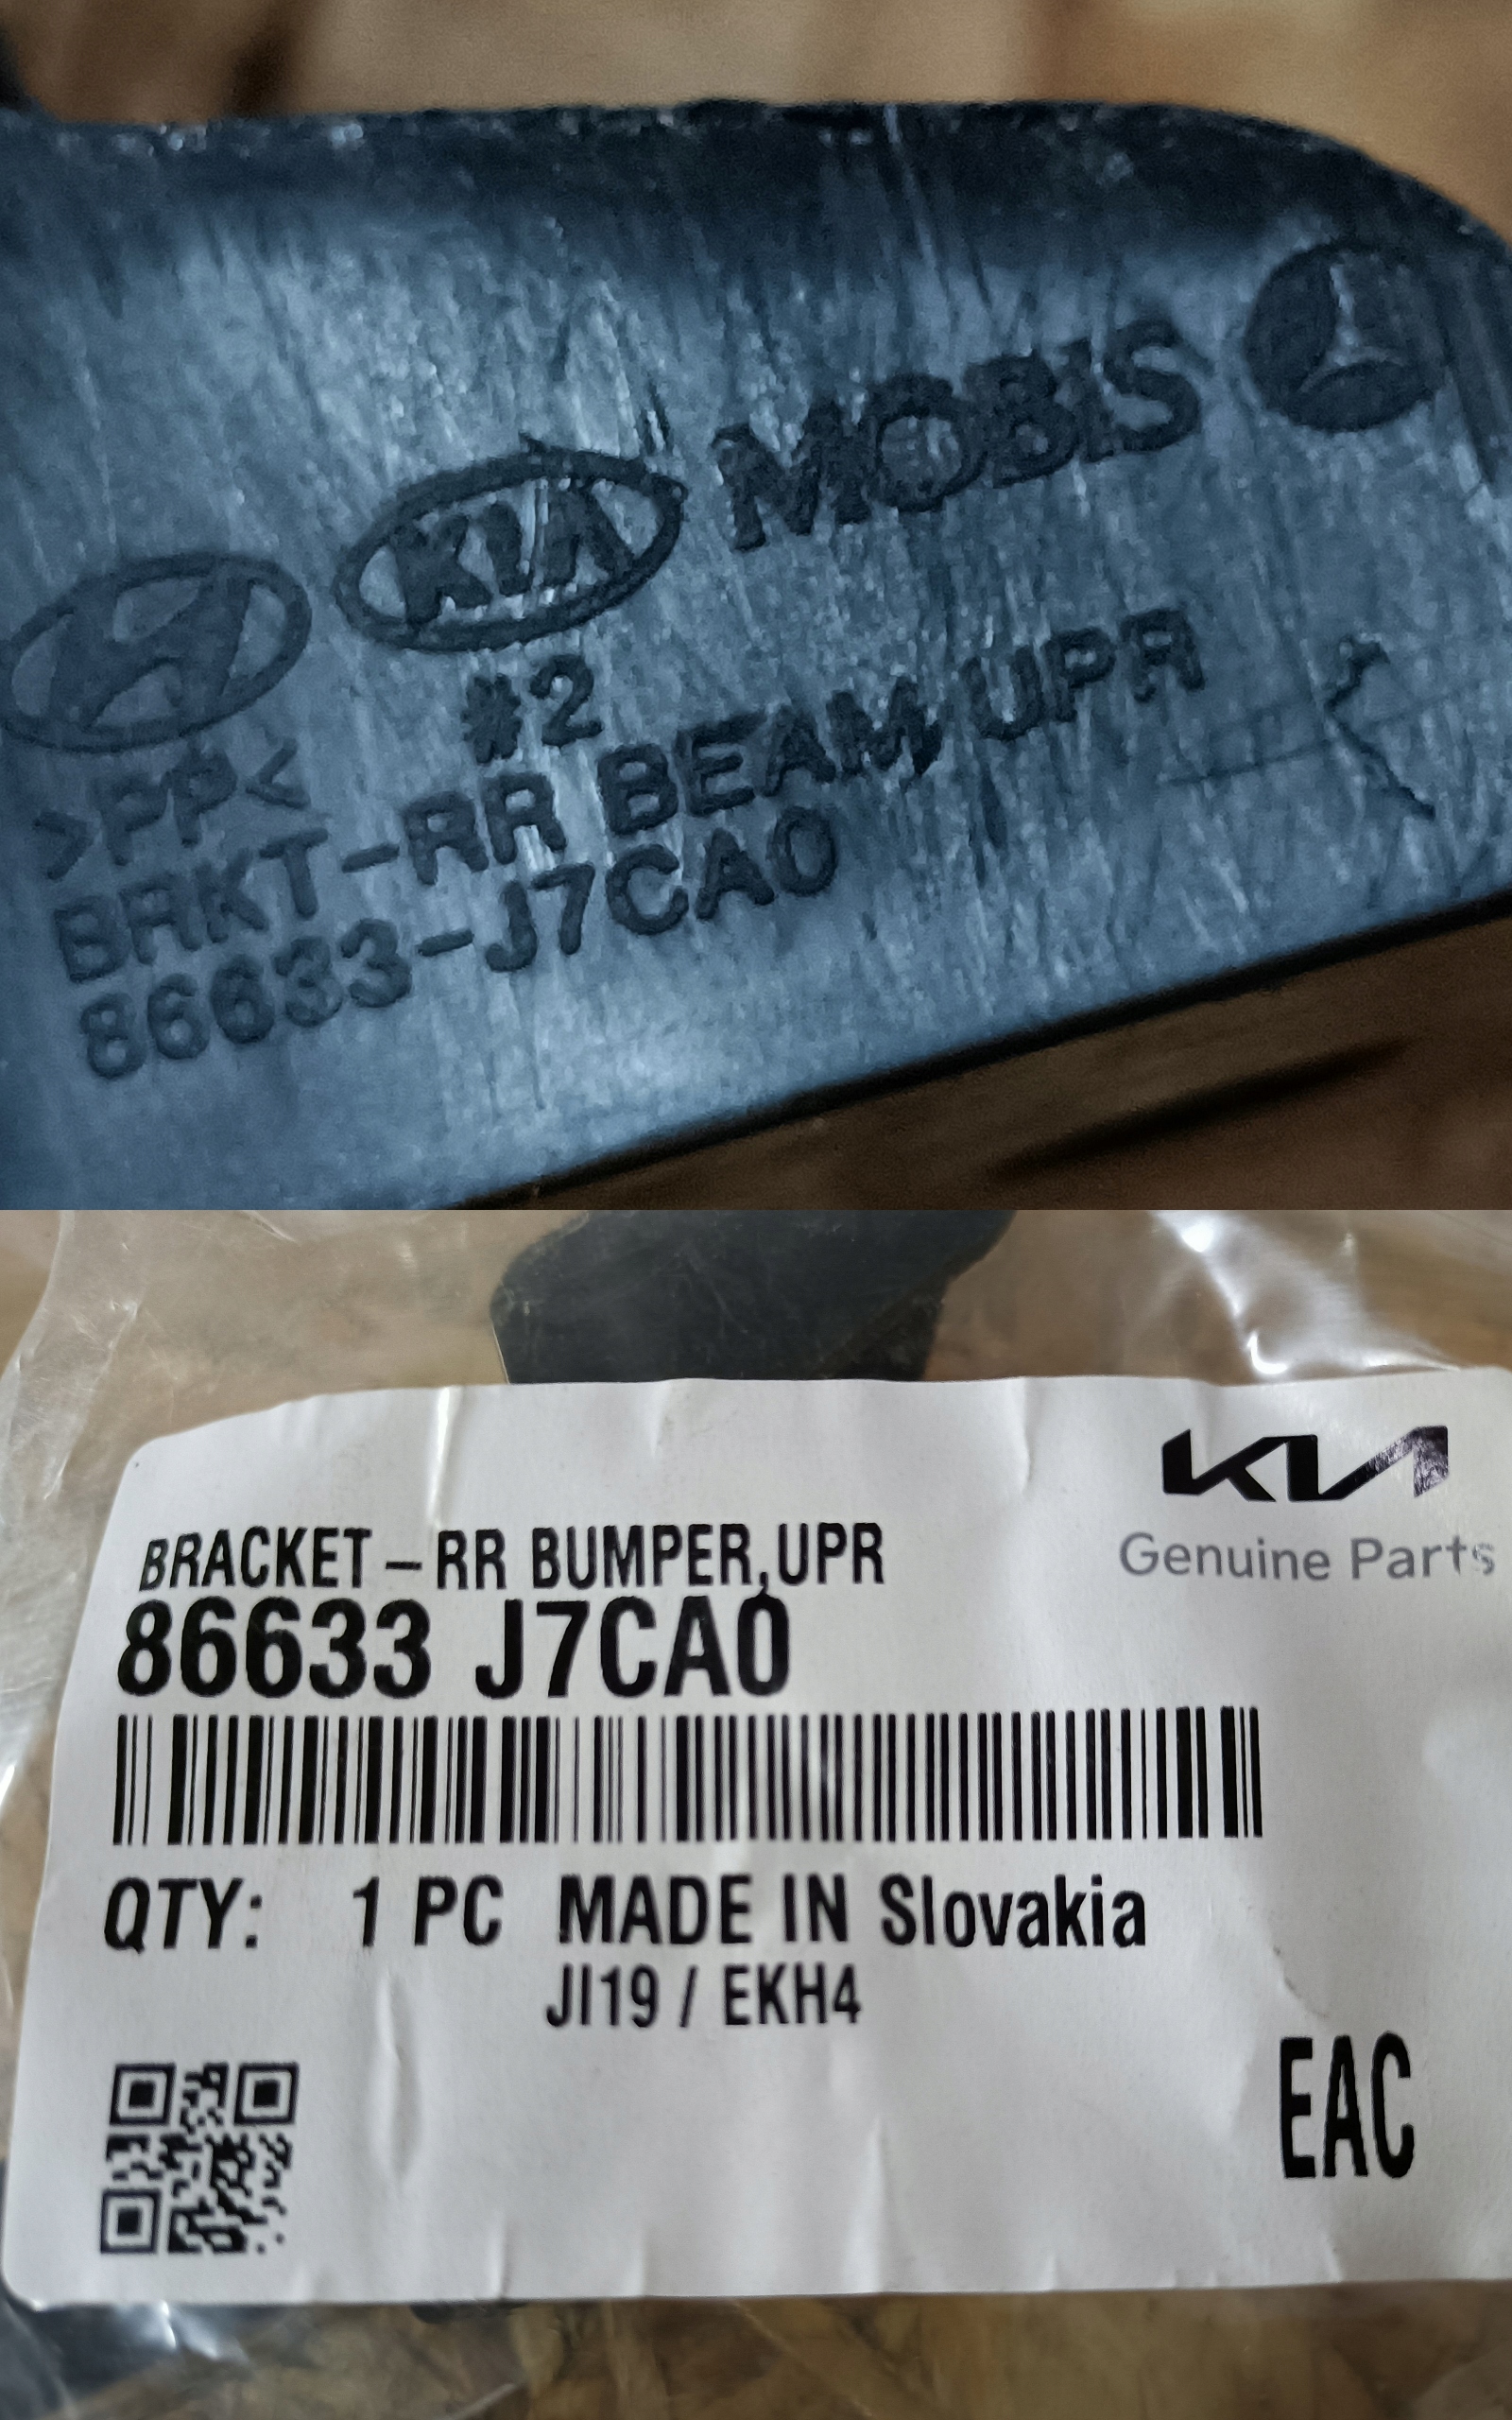 KIA MOBIS
#2
>PP<
BRKT-RR BEAM,UPR
86633-J7CA0
KIA
Genuine Parts
BRACKET-RR BUMPER,UPR
86633 J7CA0
QTY: 1 PC MADE IN Slovakia
JI19 / EKH4
EAC